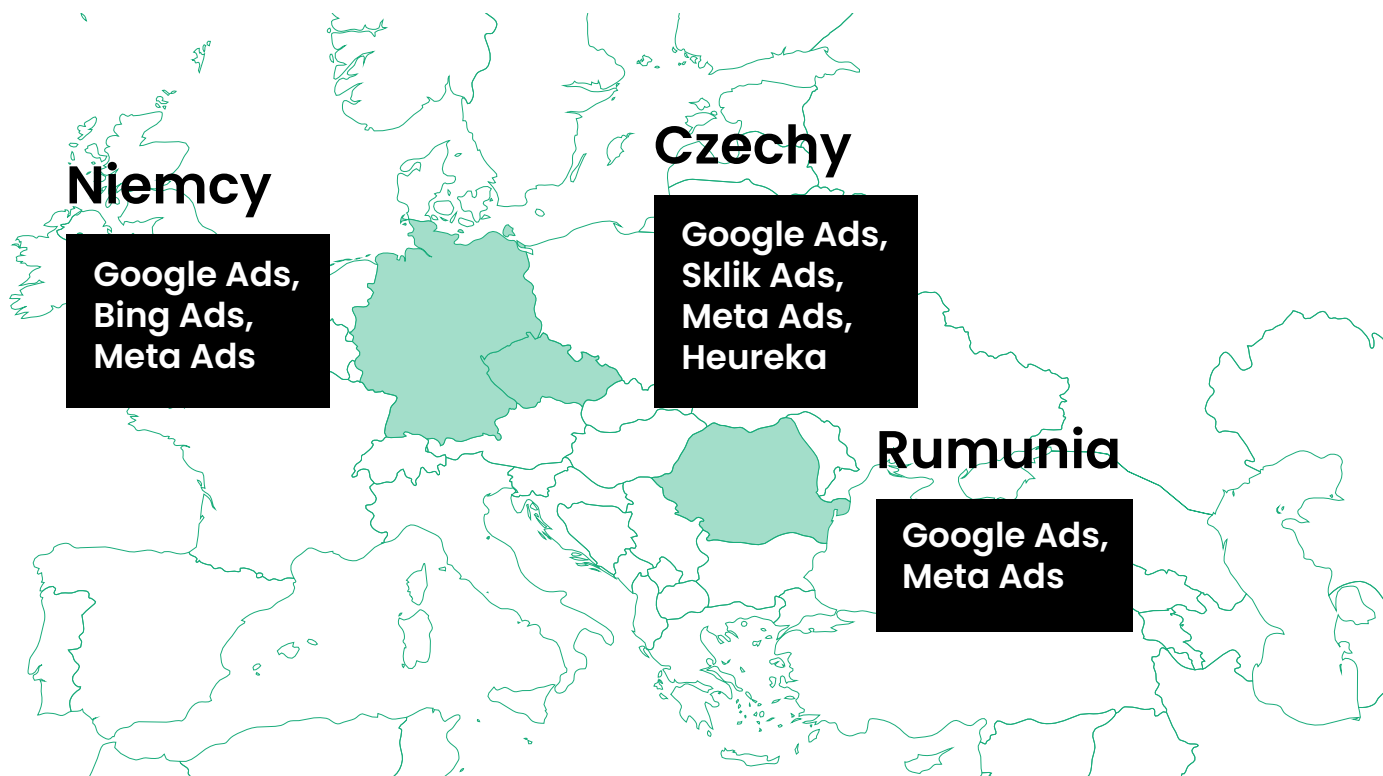 Niemcy
Google Ads,
Bing Ads,
Meta Ads
Czechy
Google Ads,
Sklik Ads,
Meta Ads,
Heureka
Rumunia
Google Ads,
Meta Ads